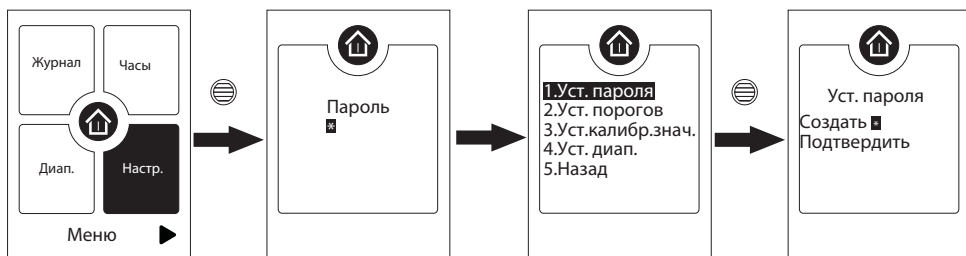 Журнал
Часы
Диап.
Настр.
Меню
Пароль
*
1.Уст. пароля
2.Уст. порогов
3.Уст.калибр.знач.
4.Уст. диап.
5.Назад
Уст. пароля
Создать *
Подтвердить